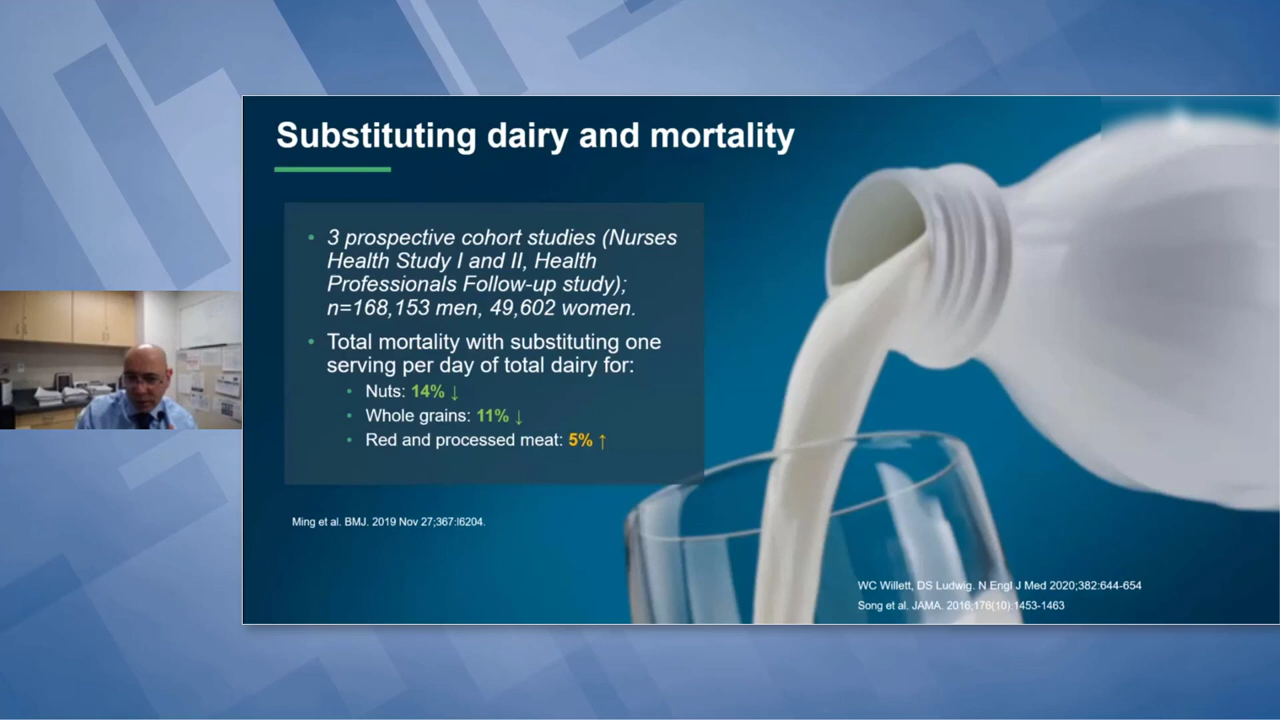 Substituting dairy and mortality
• 3 prospective cohort studies (Nurses
Health Study I and II, Health
Professionals Follow-up study);
n=168,153 men, 49,602 women.
• Total mortality with substituting one
serving per day of total dairy for:
• Nuts: 14% ↓
• Whole grains: 11% ↓
• Red and processed meat: 5% ↑
Ming et al. BMJ. 2019 Nov 27;367:l6204.
WC Willett, DS Ludwig. N Engl J Med 2020;382:644-654
Song et al. JAMA. 2016;176(10):1453-1463